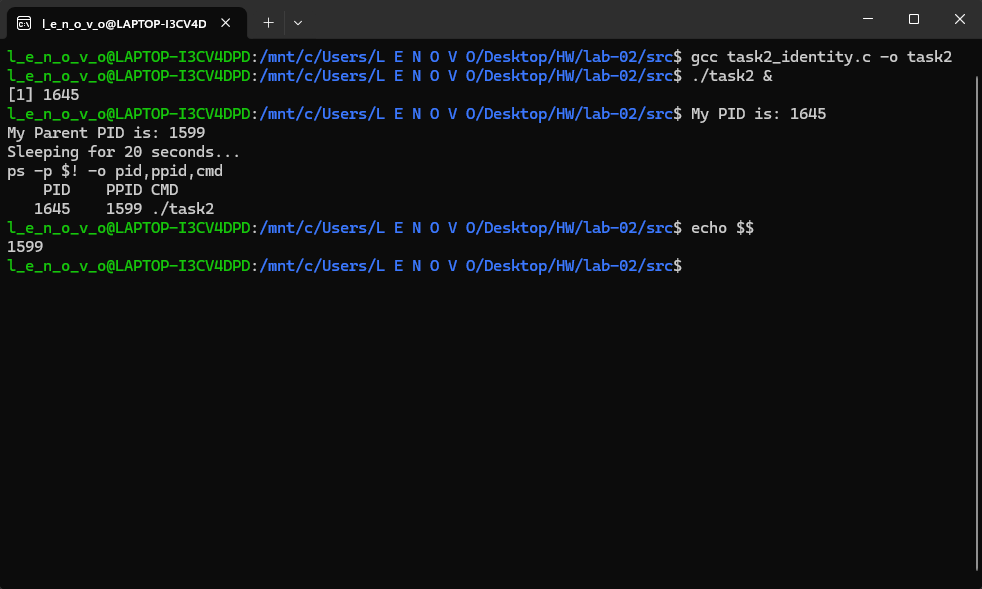 l_e_n_o_v_o@LAPTOP-I3CV4D
l_e_n_o_v_o@LAPTOP-I3CV4DPD:/mnt/c/Users/L E N O V O/Desktop/HW/lab-02/src$ gcc task2_identity.c -o task2
l_e_n_o_v_o@LAPTOP-I3CV4DPD:/mnt/c/Users/L E N O V O/Desktop/HW/lab-02/src$ ./task2 &
[1] 1645
l_e_n_o_v_o@LAPTOP-I3CV4DPD:/mnt/c/Users/L E N O V O/Desktop/HW/lab-02/src$ My PID is: 1645
My Parent PID is: 1599
Sleeping for 20 seconds...
ps -p $! -o pid,ppid,cmd
    PID    PPID CMD
   1645    1599 ./task2
l_e_n_o_v_o@LAPTOP-I3CV4DPD:/mnt/c/Users/L E N O V O/Desktop/HW/lab-02/src$ echo $$
1599
l_e_n_o_v_o@LAPTOP-I3CV4DPD:/mnt/c/Users/L E N O V O/Desktop/HW/lab-02/src$